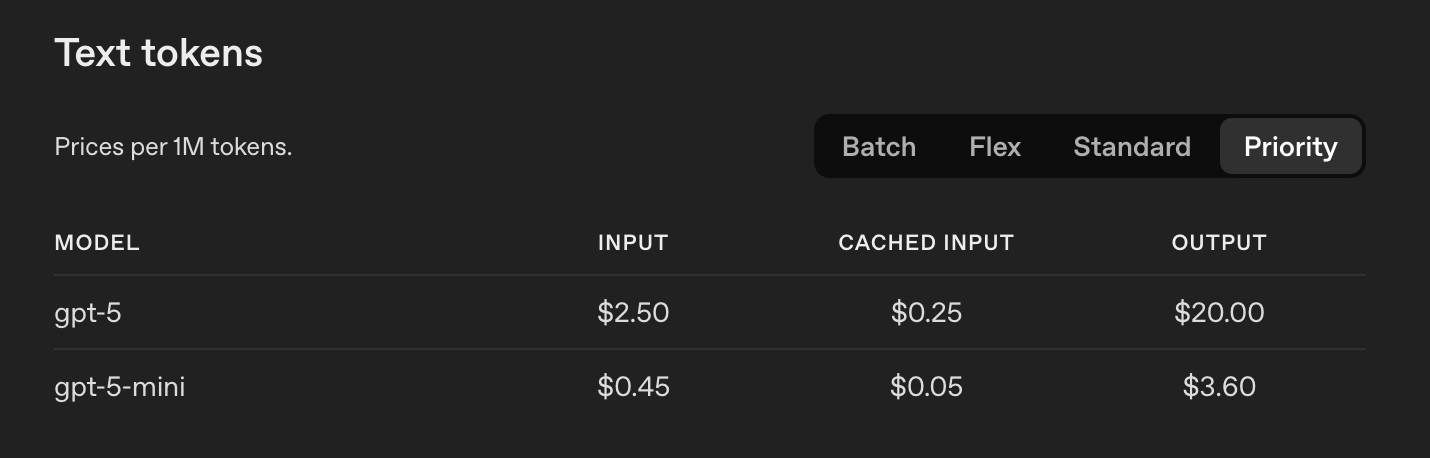 Text tokens
Prices per 1M tokens.
Batch Flex Standard Priority
MODEL INPUT CACHED INPUT OUTPUT
gpt-5 $2.50 $0.25 $20.00
gpt-5-mini $0.45 $0.05 $3.60